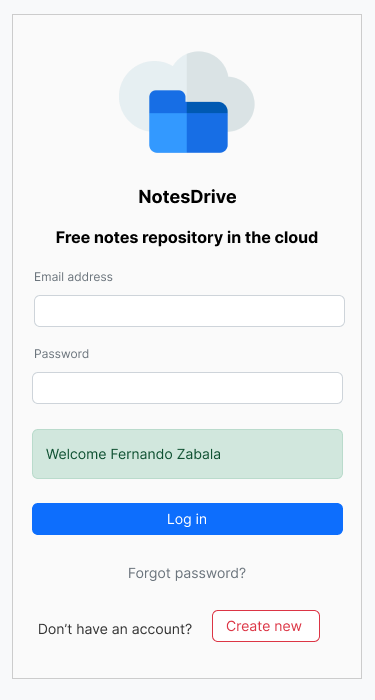 NotesDrive
Free notes repository in the cloud
Email address
Password
Welcome Fernando Zabala
Log in
Forgot password?
Don’t have an account? Create new